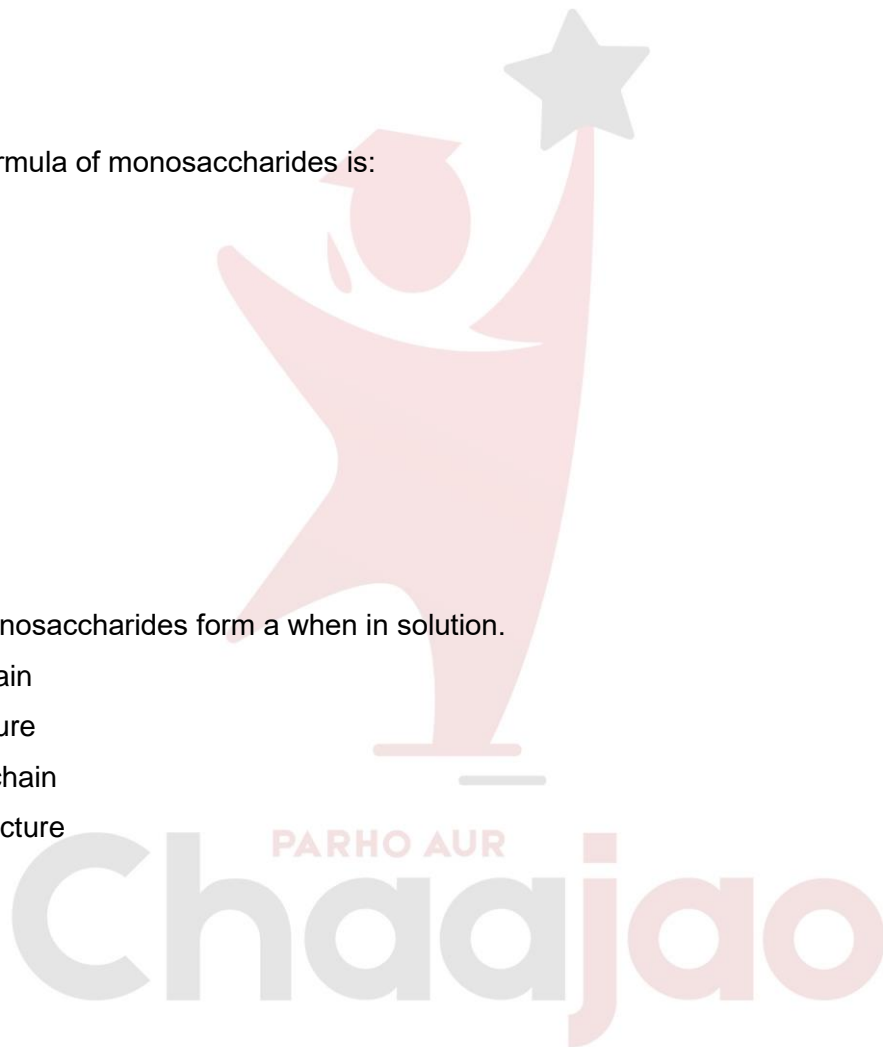 rmula of monosaccharides is:
nosaccharides form a when in solution.
ain
ure
chain
cture
PARHO AUR
Chaajao